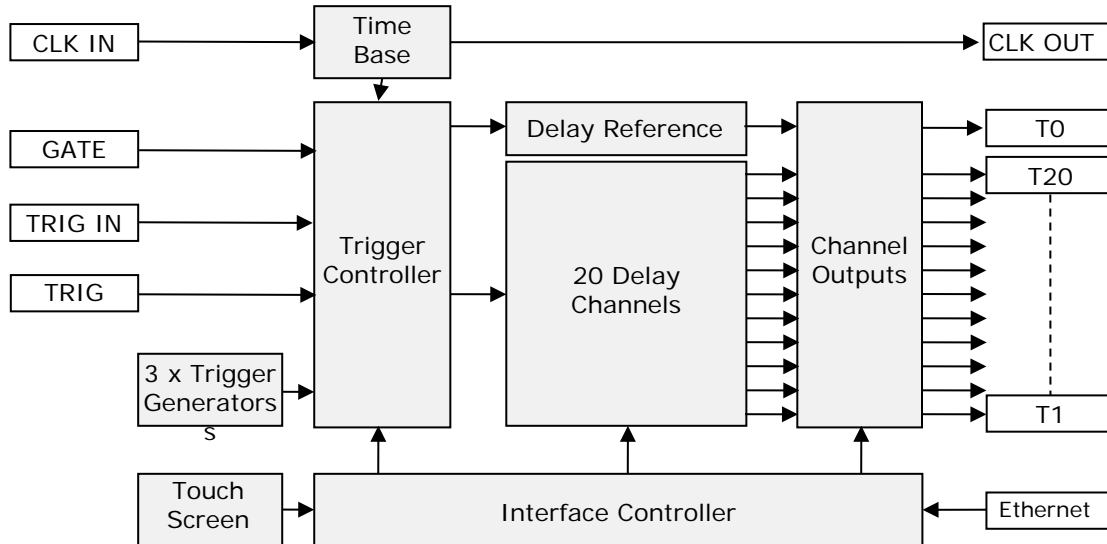 CLK IN
Time
Base
CLK OUT
GATE
TRIG IN
TRIG
3 x Trigger
Generators
s
Trigger
Controller
Delay Reference
20 Delay
Channels
Channel
Outputs
T0
T20
T1
Touch
Screen
Interface Controller
Ethernet